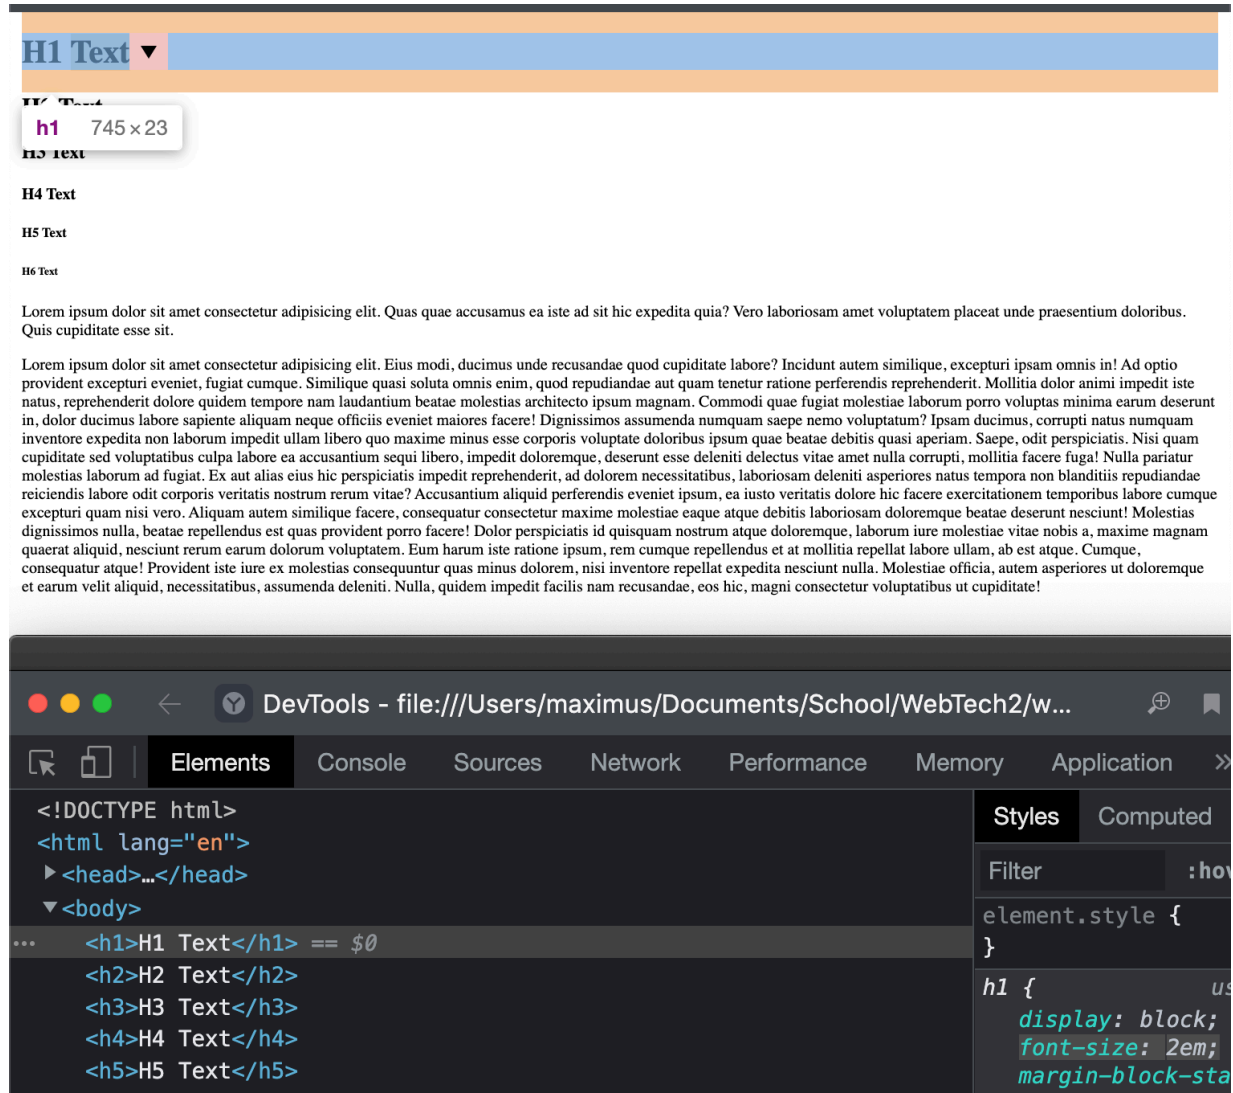 H1 Text ▼
h1 745 × 23
H3 Text
H4 Text
H5 Text
H6 Text
Lorem ipsum dolor sit amet consectetur adipisicing elit. Quas quae accusamus ea iste ad sit hic expedita quia? Vero laboriosam amet voluptatem placeat unde praesentium doloribus.
Quis cupiditate esse sit.
Lorem ipsum dolor sit amet consectetur adipisicing elit. Eius modi, ducimus unde recusandae quod cupiditate labore? Incidunt autem similique, excepturi ipsam omnis in! Ad optio
provident excepturi eveniet, fugiat cumque. Similique quasi soluta omnis enim, quod repudiandae aut quam tenetur ratione perferendis reprehenderit. Mollitia dolor animi impedit iste
natus, reprehenderit dolore quidem tempore nam laudantium beatae molestias architecto ipsum magnam. Commodi quae fugiat molestiae laborum porro voluptas minima earum deserunt
in, dolor ducimus labore sapiente aliquam neque officiis eveniet maiores facere! Dignissimos assumenda numquam saepe nemo voluptatum? Ipsam ducimus, corrupti natus numquam
inventore expedita non laborum impedit ullam libero quo maxime minus esse corporis voluptate doloribus ipsum quae beatae debitis quasi aperiam. Saepe, odit perspiciatis. Nisi quam
cupiditate sed voluptatibus culpa labore ea accusantium sequi libero, impedit doloremque, deserunt esse deleniti delectus vitae amet nulla corrupti, mollitia facere fuga! Nulla pariatur
molestias laborum ad fugiat. Ex aut alias eius hic perspiciatis impedit reprehenderit, ad dolorem necessitatibus, laboriosam deleniti asperiores natus tempora non blanditiis repudiandae
reiciendis labore odit corporis veritatis nostrum rerum vitae? Accusantium aliquid perferendis eveniet ipsum, ea iusto veritatis dolore hic facere exercitationem temporibus labore cumque
excepturi quam nisi vero. Aliquam autem similique facere, consequatur consectetur maxime molestiae eaque atque debitis laboriosam doloremque beatae deserunt nesciunt! Molestias
dignissimos nulla, beatae repellendus est quas provident porro facere! Dolor perspiciatis id quisquam nostrum atque doloremque, laborum iure molestiae vitae nobis a, maxime magnam
quaerat aliquid, nesciunt rerum earum dolorum voluptatem. Eum harum iste ratione ipsum, rem cumque repellendus et at mollitia repellat labore ullam, ab est atque. Cumque,
consequatur atque! Provident iste iure ex molestias consequuntur quas minus dolorem, nisi inventore repellat expedita nesciunt nulla. Molestiae officia, autem asperiores ut doloremque
et earum velit aliquid, necessitatibus, assumenda deleniti. Nulla, quidem impedit facilis nam recusandae, eos hic, magni consectetur voluptatibus ut cupiditate!
DevTools - file:///Users/maximus/Documents/School/WebTech2/w...
Elements Console Sources Network Performance Memory Application »
<!DOCTYPE html>
<html lang="en">
▶<head>…</head>
▼<body>
<h1>H1 Text</h1> == $0
<h2>H2 Text</h2>
<h3>H3 Text</h3>
<h4>H4 Text</h4>
<h5>H5 Text</h5>
Styles Computed
Filter :hov
element.style {
}
h1 { us
display: block;
font-size: 2em;
margin-block-sta